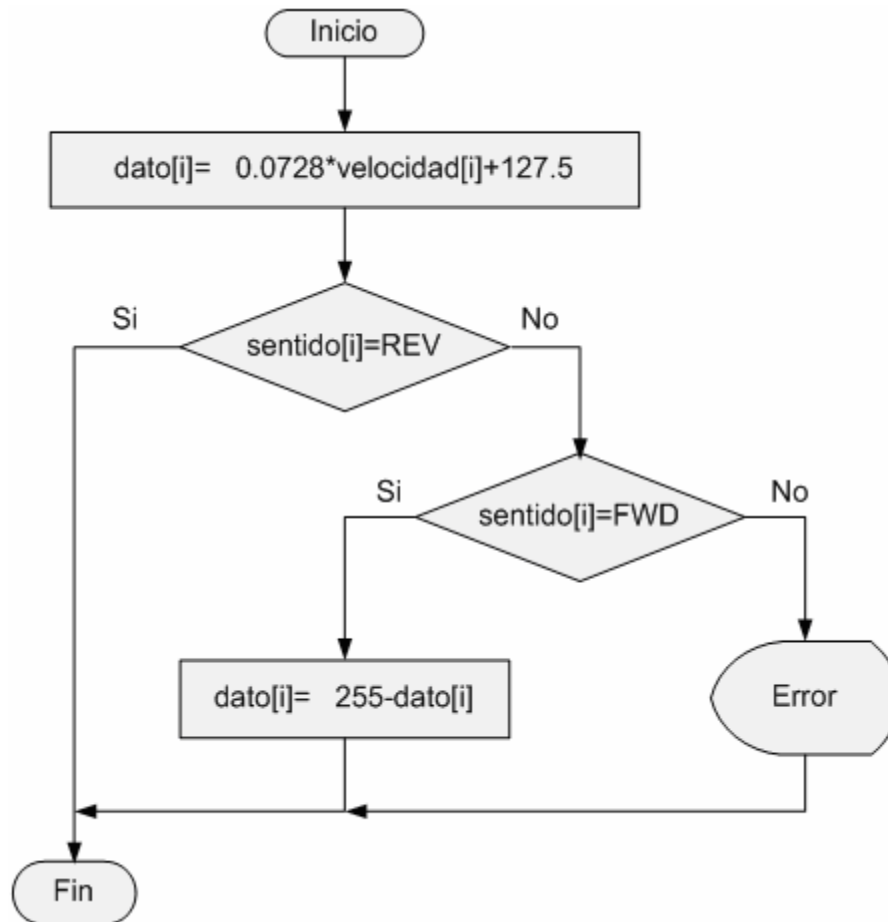 Inicio
dato[i]= 0.0728*velocidad[i]+127.5
Si
No
sentido[i]=REV
Si
No
sentido[i]=FWD
dato[i]= 255-dato[i]
Error
Fin